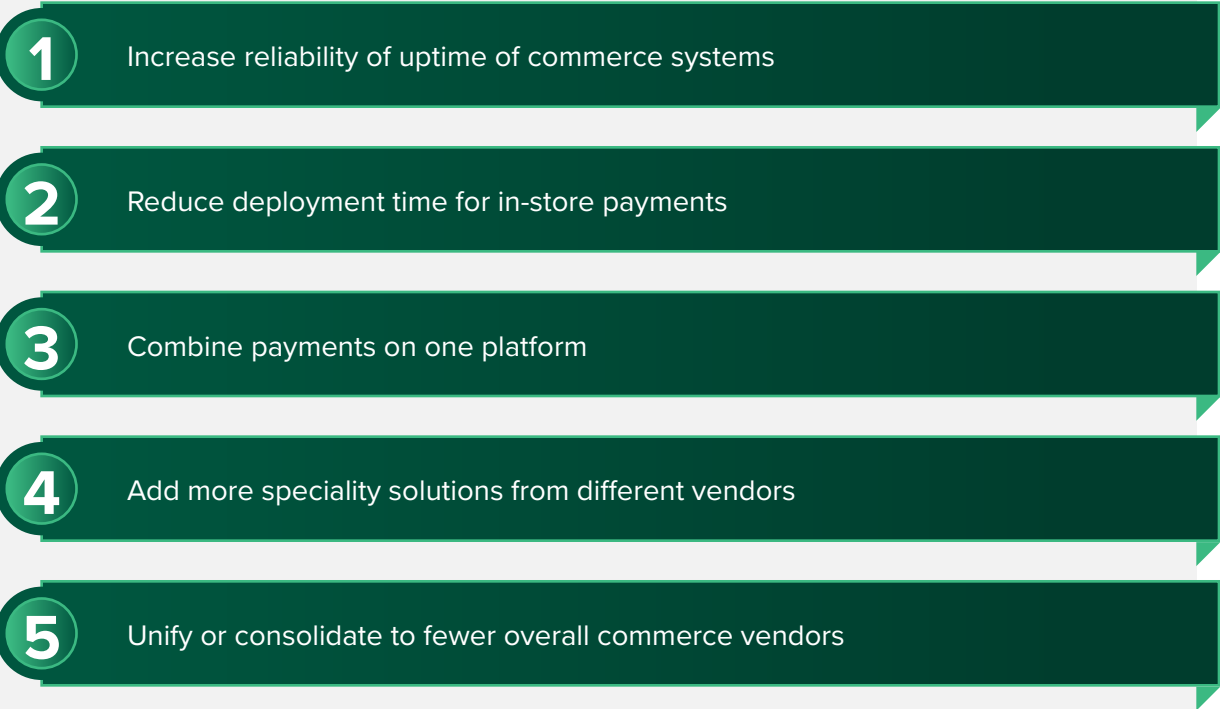 1
Increase reliability of uptime of commerce systems
2
Reduce deployment time for in-store payments
3
Combine payments on one platform
4
Add more speciality solutions from different vendors
5
Unify or consolidate to fewer overall commerce vendors